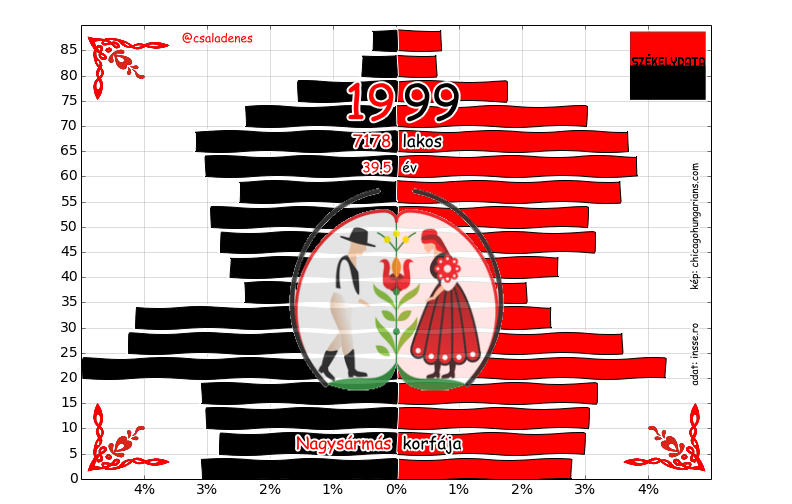 @csaladenes
SZÉKELYDATA
1999
7178 lakos
39.5 év
kép: chicagohungarians.com
adat: insse.ro
Nagysármás korfája
85
80
75
70
65
60
55
50
45
40
35
30
25
20
15
10
5
0
4% 3% 2% 1% 0% 1% 2% 3% 4%